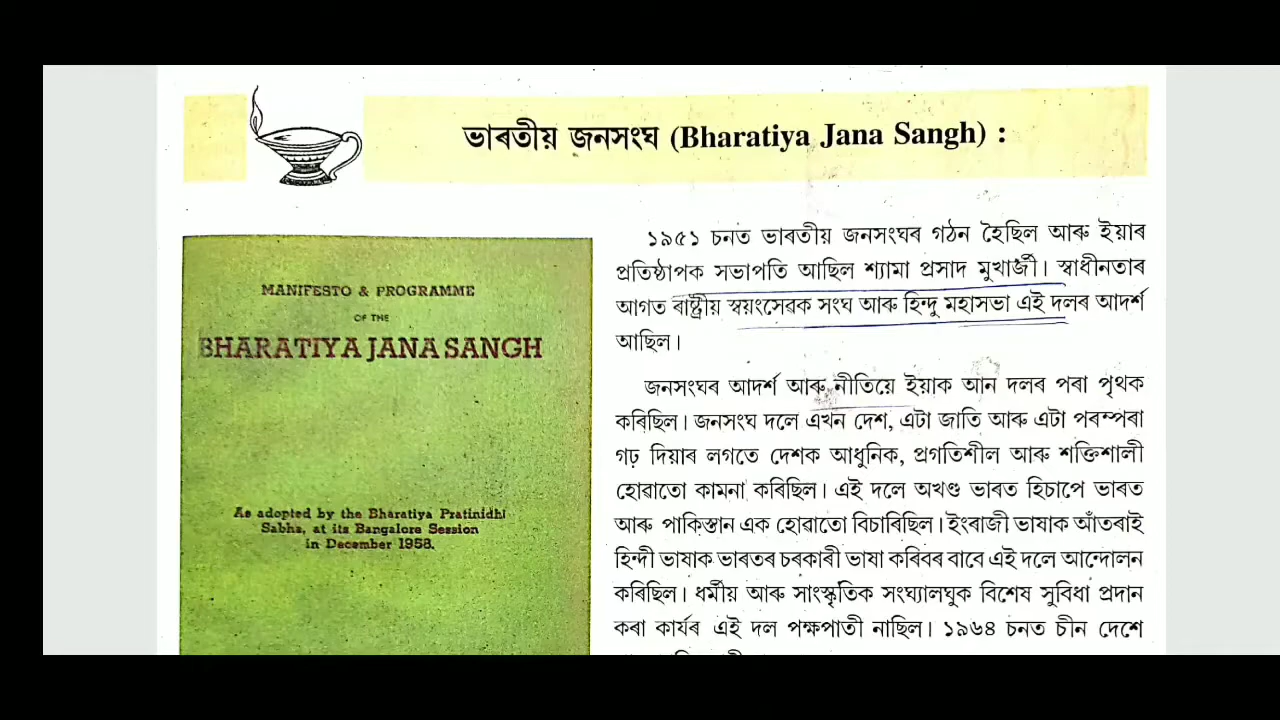 ভাৰতীয় জনসংঘ (Bharatiya Jana Sangh) :
MANIFESTO & PROGRAMME
OF THE
BHARATIYA JANA SANGH
As adopted by the Bharatiya Pratinidhi
Sabha, at its Bangalore Session
in December 1958.
১৯৫১ চনত ভাৰতীয় জনসংঘৰ গঠন হৈছিল আৰু ইয়াৰ
প্ৰতিষ্ঠাপক সভাপতি আছিল শ্যামা প্ৰসাদ মুখাৰ্জী। স্বাধীনতাৰ
আগত ৰাষ্ট্ৰীয় স্বয়ংসেৱক সংঘ আৰু হিন্দু মহাসভা এই দলৰ আদৰ্শ
আছিল।
জনসংঘৰ আদৰ্শ আৰু নীতিয়ে ইয়াক আন দলৰ পৰা পৃথক
কৰিছিল। জনসংঘ দলে এখন দেশ, এটা জাতি আৰু এটা পৰম্পৰা
গঢ় দিয়াৰ লগতে দেশক আধুনিক, প্ৰগতিশীল আৰু শক্তিশালী
হোৱাতো কামনা কৰিছিল। এই দলে অখণ্ড ভাৰত হিচাপে ভাৰত
আৰু পাকিস্তান এক হোৱাতো বিচাৰিছিল। ইংৰাজী ভাষাক আঁতৰাই
হিন্দী ভাষাক ভাৰতৰ চৰকাৰী ভাষা কৰিবৰ বাবে এই দলে আন্দোলন
কৰিছিল। ধৰ্মীয় আৰু সাংস্কৃতিক সংঘ্যালঘুক বিশেষ সুবিধা প্ৰদান
কৰা কাৰ্যৰ এই দল পক্ষপাতী নাছিল। ১৯৬৪ চনত চীন দেশে